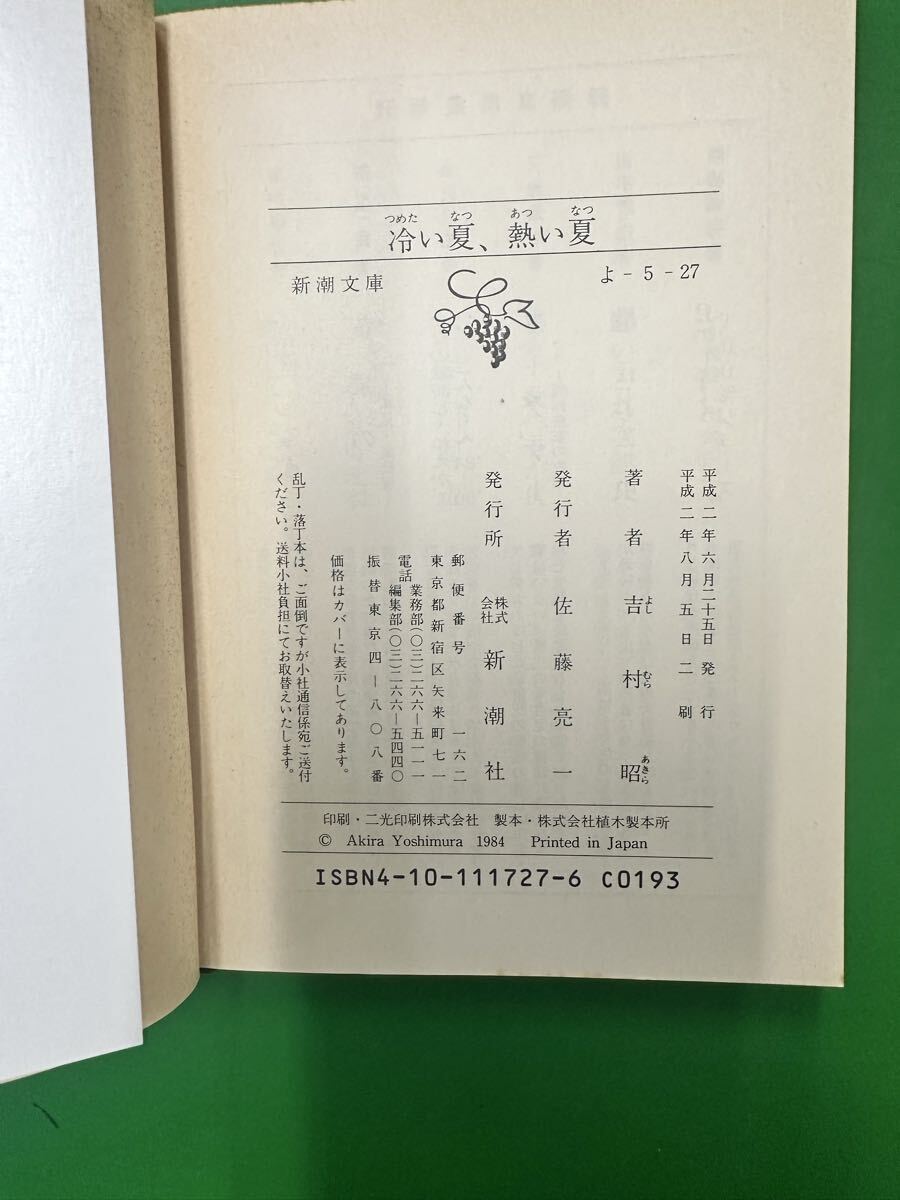 冷い夏、熱い夏
新潮文庫
よ-5-27
平成二年六月二十五日発行
平成二年八月五日二刷
著者 吉村昭
発行者 佐藤亮一
発行所 株式会社 新潮社
郵便番号 一六二
東京都新宿区矢来町七一
電話 業務部(〇三)二六六―五一一一
編集部(〇三)二六六―五四四〇
振替東京四―八〇八番
価格はカバーに表示してあります。
乱丁・落丁本は、ご面倒ですが小社通信係宛ご送付
ください。送料小社負担にてお取替えいたします。
印刷・二光印刷株式会社 製本・株式会社植木製本所
© Akira Yoshimura 1984 Printed in Japan
ISBN4-10-111727-6 C0193